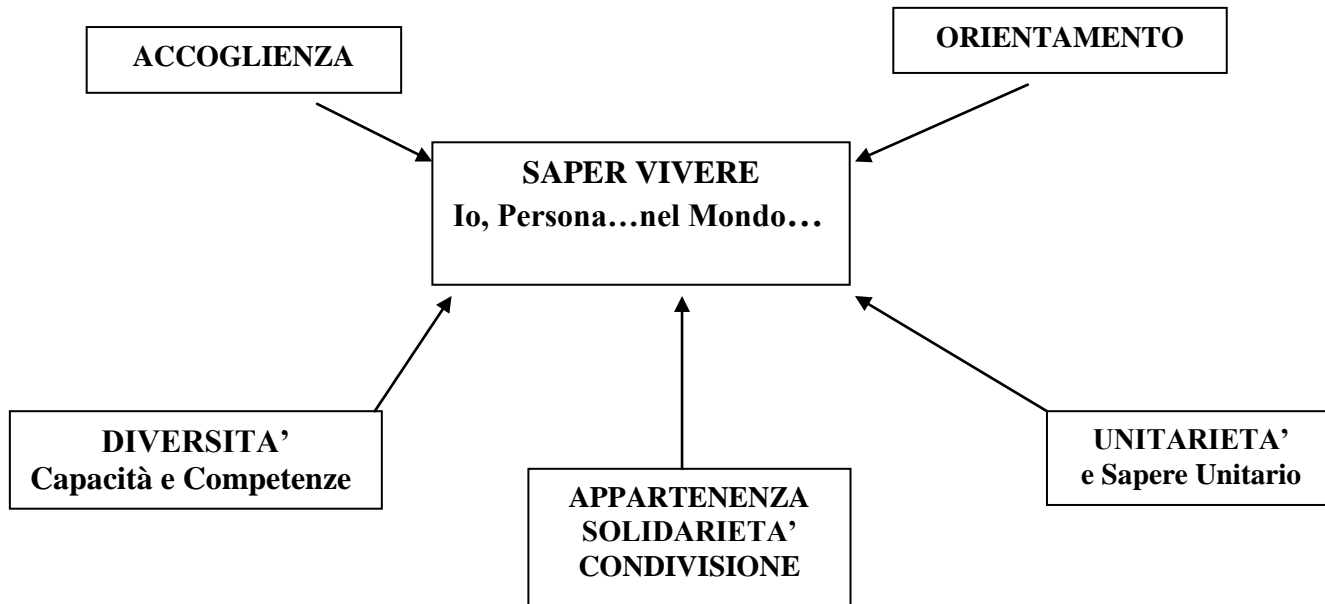 ACCOGLIENZA
ORIENTAMENTO
SAPER VIVERE
Io, Persona…nel Mondo…
DIVERSITA’
Capacità e Competenze
APPARTENENZA
SOLIDARIETA’
CONDIVISIONE
UNITARIETA’
e Sapere Unitario